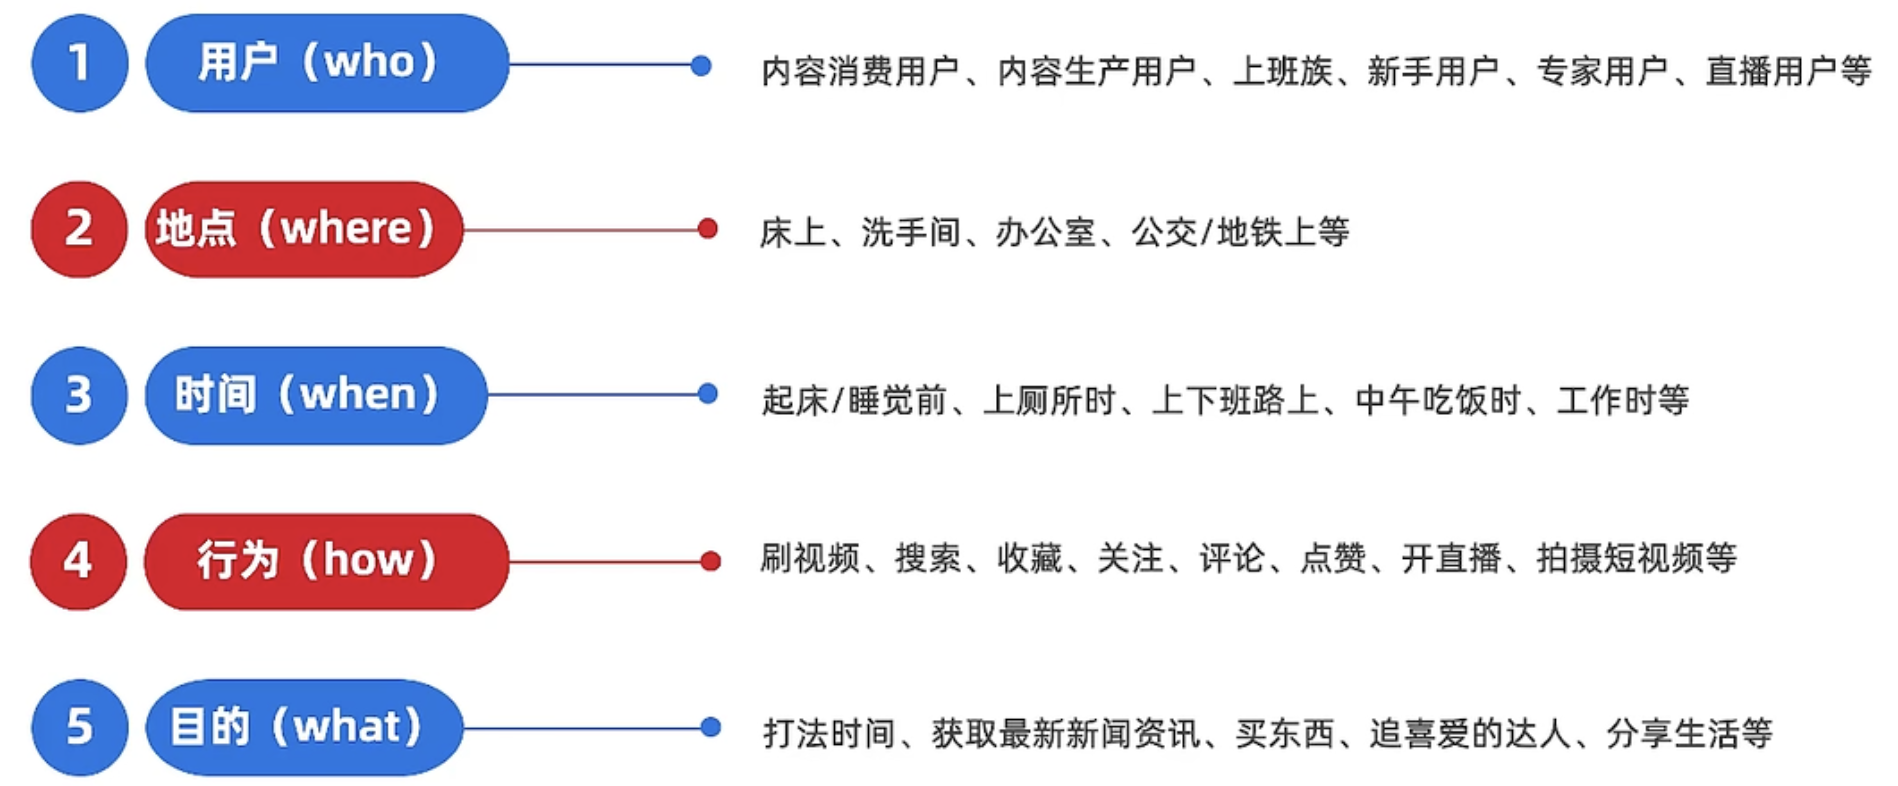 1 用户（who） 内容消费用户、内容生产用户、上班族、新手用户、专家用户、直播用户等
2 地点（where） 床上、洗手间、办公室、公交/地铁上等
3 时间（when） 起床/睡觉前、上厕所时、上下班路上、中午吃饭时、工作时等
4 行为（how） 刷视频、搜索、收藏、关注、评论、点赞、开直播、拍摄短视频等
5 目的（what） 打法时间、获取最新新闻资讯、买东西、追喜爱的达人、分享生活等